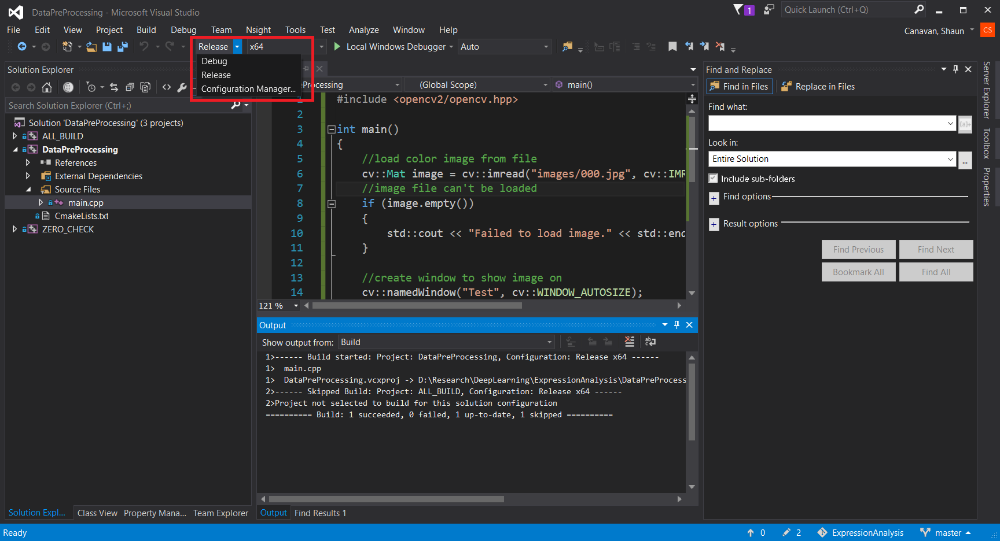 DataPreProcessing - Microsoft Visual Studio
1
Quick Launch (Ctrl+Q)
File Edit View Project Build Debug Team Nsight Tools Test Analyze Window Help
Canavan, Shaun
CS
Release x64 Local Windows Debugger Auto
Debug
Release
Configuration Manager...
Solution Explorer
Search Solution Explorer (Ctrl+;)
Solution 'DataPreProcessing' (3 projects)
ALL_BUILD
DataPreProcessing
References
External Dependencies
Source Files
main.cpp
CmakeLists.txt
ZERO_CHECK
Solution Expl... Class View Property Mana... Team Explorer
Processing (Global Scope) main()
#include <opencv2/opencv.hpp>
2
3 int main()
4 {
5 //load color image from file
6 cv::Mat image = cv::imread("images/000.jpg", cv::IMR
7 //image file can't be loaded
8 if (image.empty())
9 {
10 std::cout << "Failed to load image." << std::end
11 }
12
13 //create window to show image on
14 cv::namedWindow("Test", cv::WINDOW_AUTOSIZE);
121 %
Output
Show output from: Build
1>------ Build started: Project: DataPreProcessing, Configuration: Release x64 ------
1> main.cpp
1> DataPreProcessing.vcxproj -> D:\Research\DeepLearning\ExpressionAnalysis\DataPreProcess
2>------ Skipped Build: Project: ALL_BUILD, Configuration: Release x64 ------
2>Project not selected to build for this solution configuration
========== Build: 1 succeeded, 0 failed, 1 up-to-date, 1 skipped ==========
Output Find Results 1
Find and Replace
Find in Files Replace in Files
Find what:
Look in:
Entire Solution
...
Include sub-folders
Find options
Result options
Find Previous Find Next
Bookmark All Find All
Server Explorer
Toolbox
Properties
Ready
0 2 ExpressionAnalysis master